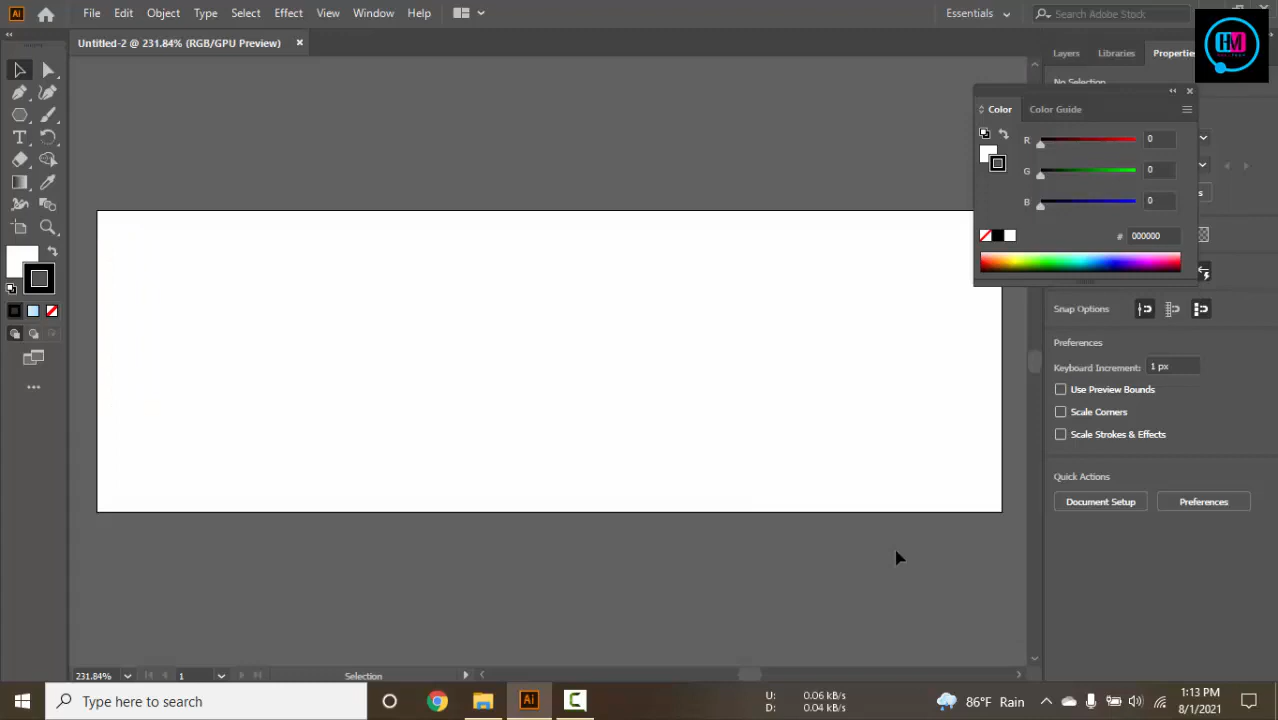 Ai File Edit Object Type Select Effect View Window Help Essentials Search Adobe Stock
Untitled-2 @ 231.84% (RGB/GPU Preview)
Layers Libraries Properties
No Selection
HM
Color Color Guide
R 0
G 0
B 0
# 000000
Snap Options
Preferences
Keyboard Increment: 1 px
Use Preview Bounds
Scale Corners
Scale Strokes & Effects
Quick Actions
Document Setup Preferences
231.84% 1 Selection
Type here to search
Ai
U: 0.06 kB/s
D: 0.04 kB/s
86°F Rain
1:13 PM
8/1/2021